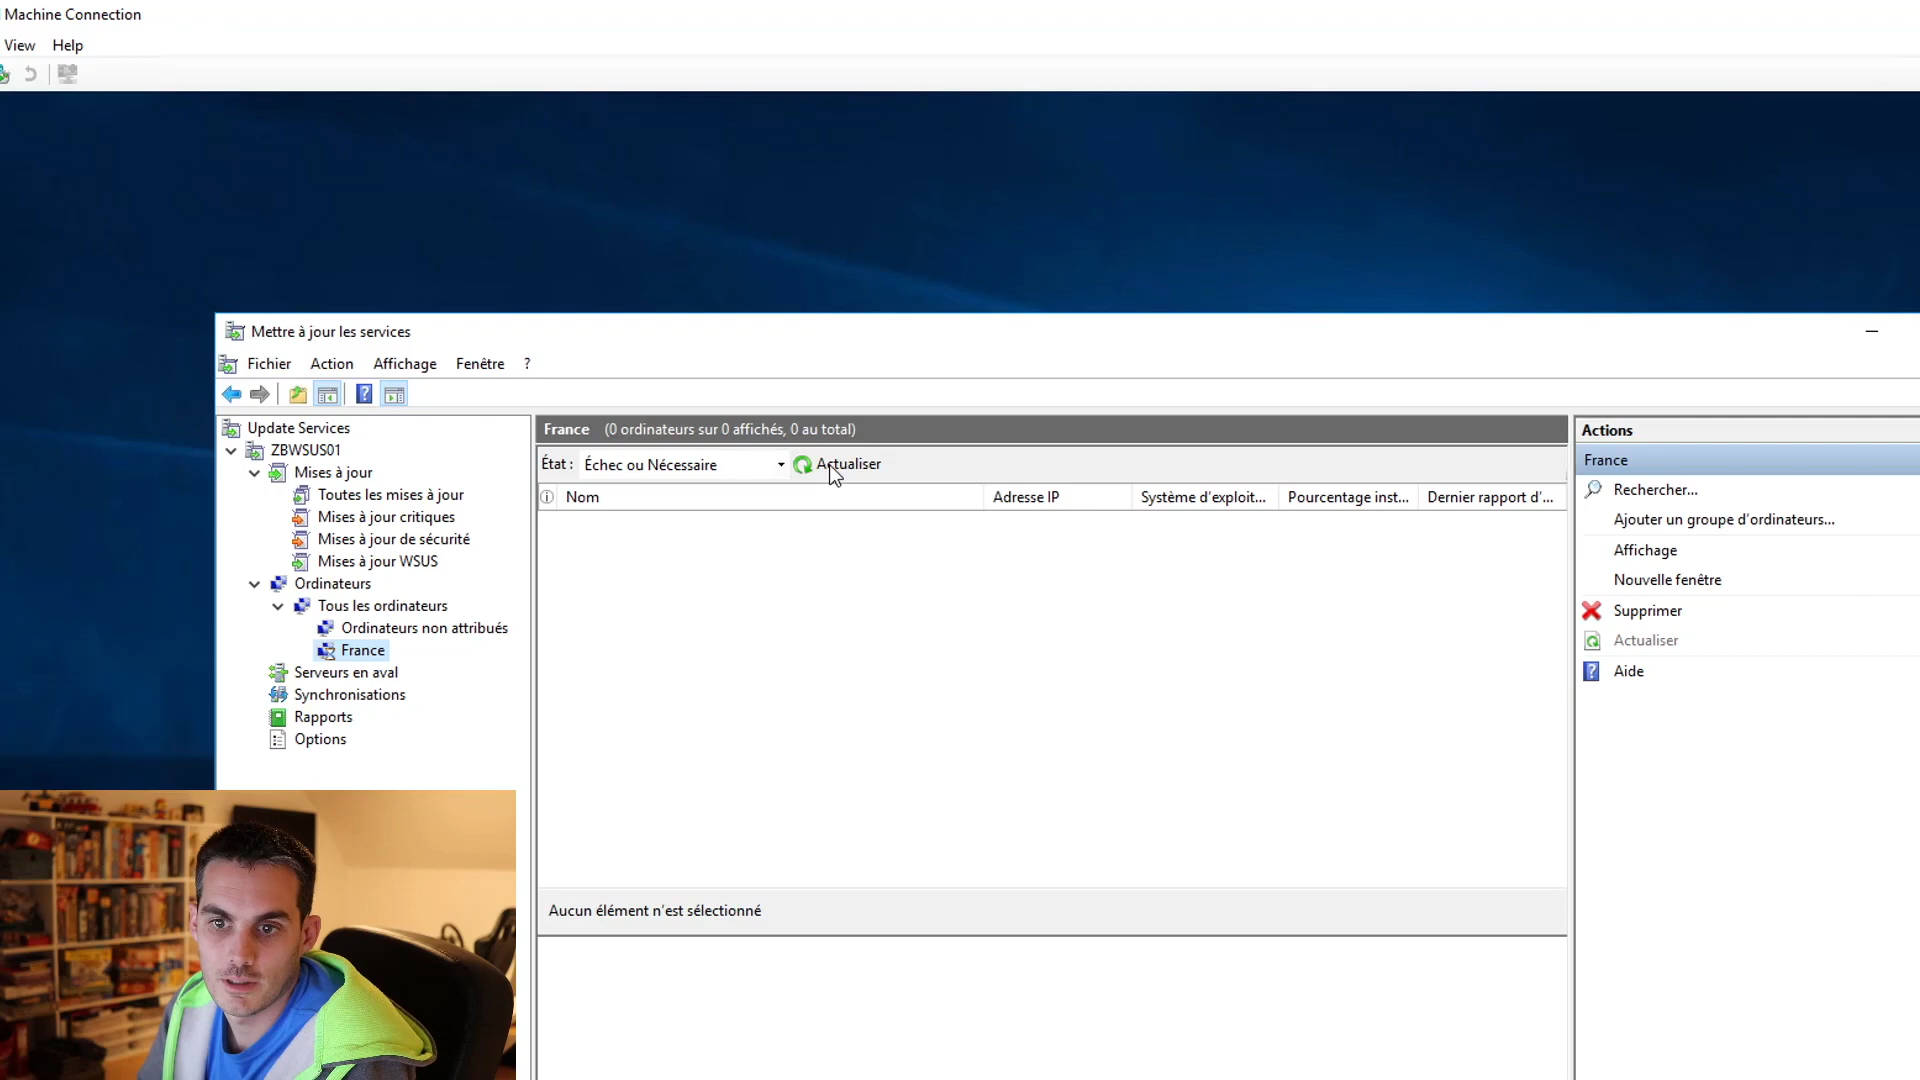 Machine Connection
View Help
Mettre à jour les services
Fichier Action Affichage Fenêtre ?
Update Services
ZBWSUS01
Mises à jour
Toutes les mises à jour
Mises à jour critiques
Mises à jour de sécurité
Mises à jour WSUS
Ordinateurs
Tous les ordinateurs
Ordinateurs non attribués
France
Serveurs en aval
Synchronisations
Rapports
Options
France (0 ordinateurs sur 0 affichés, 0 au total)
État : Échec ou Nécessaire Actualiser
Nom Adresse IP Système d'exploit... Pourcentage inst... Dernier rapport d'...
Aucun élément n'est sélectionné
Actions
France
Rechercher...
Ajouter un groupe d'ordinateurs...
Affichage
Nouvelle fenêtre
Supprimer
Actualiser
Aide